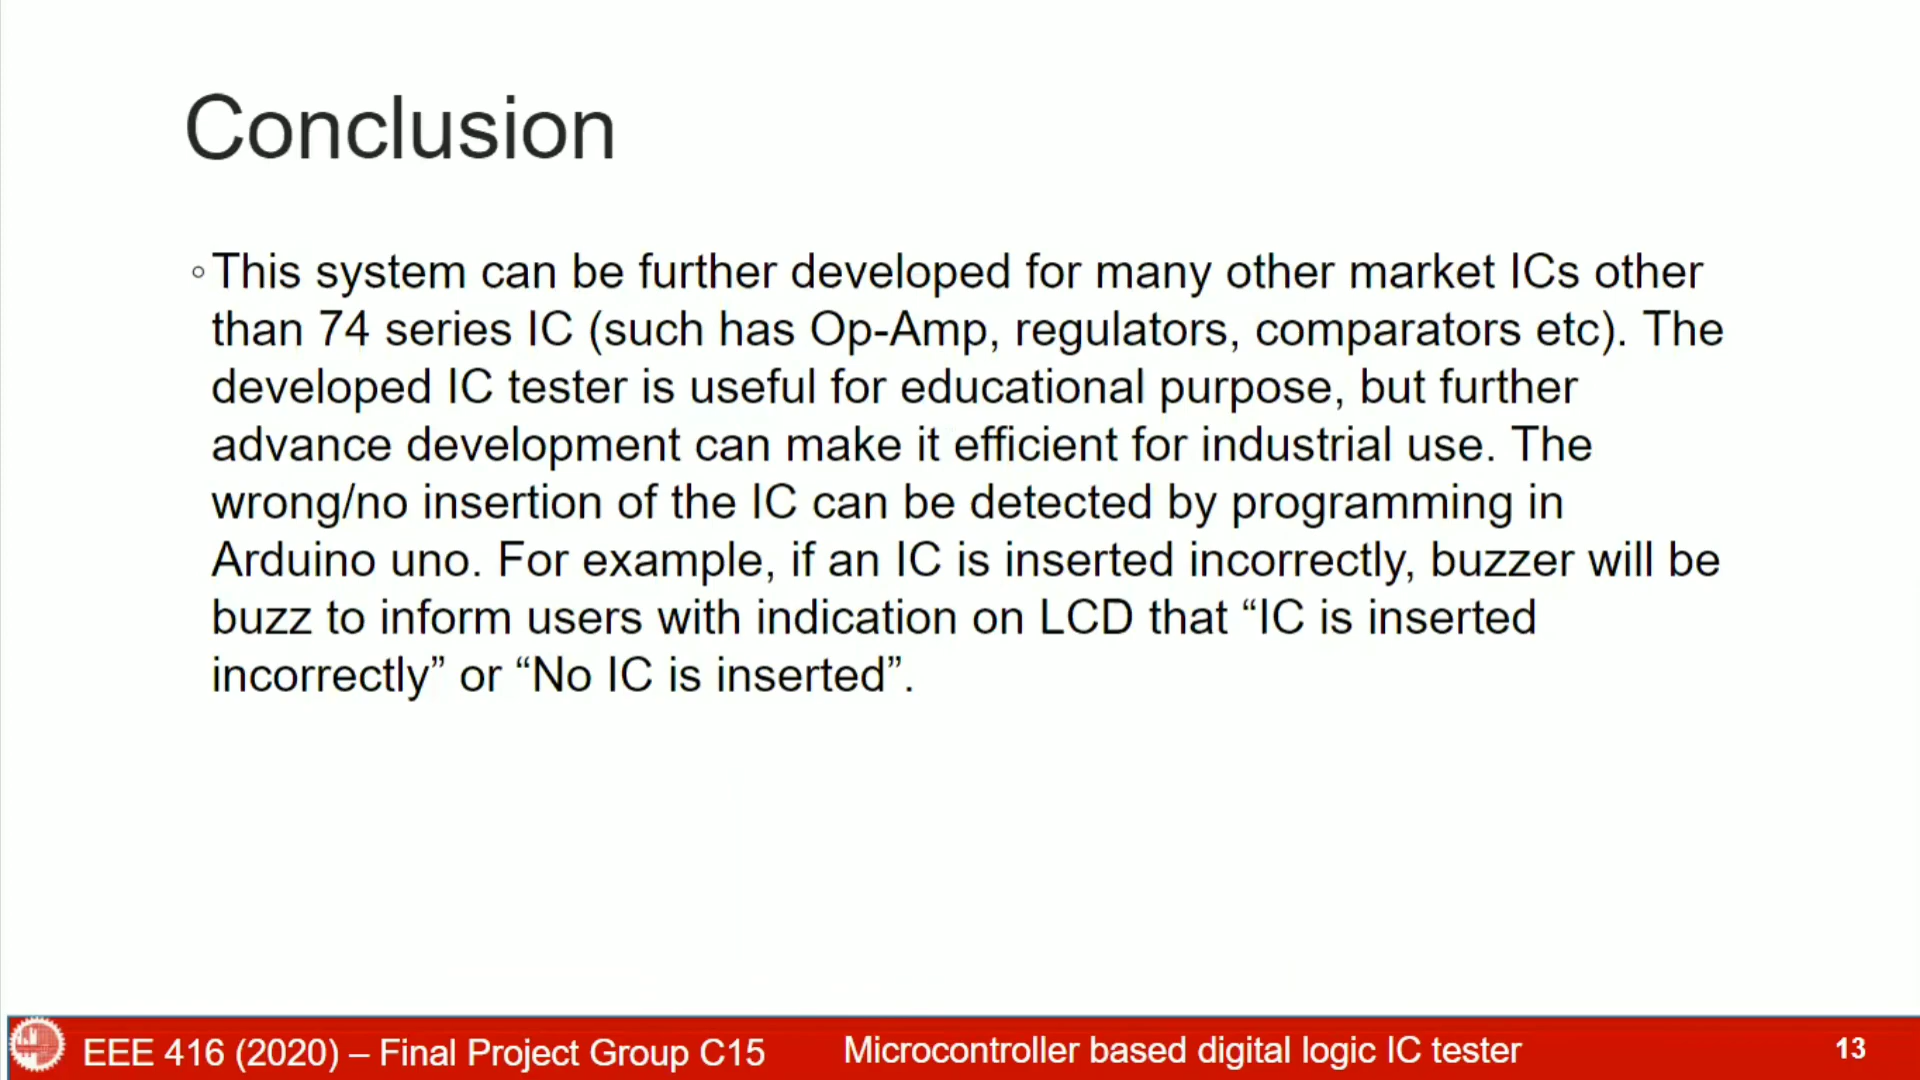 Conclusion
◦This system can be further developed for many other market ICs other
than 74 series IC (such has Op-Amp, regulators, comparators etc). The
developed IC tester is useful for educational purpose, but further
advance development can make it efficient for industrial use. The
wrong/no insertion of the IC can be detected by programming in
Arduino uno. For example, if an IC is inserted incorrectly, buzzer will be
buzz to inform users with indication on LCD that “IC is inserted
incorrectly” or “No IC is inserted”.
EEE 416 (2020) – Final Project Group C15
Microcontroller based digital logic IC tester
13